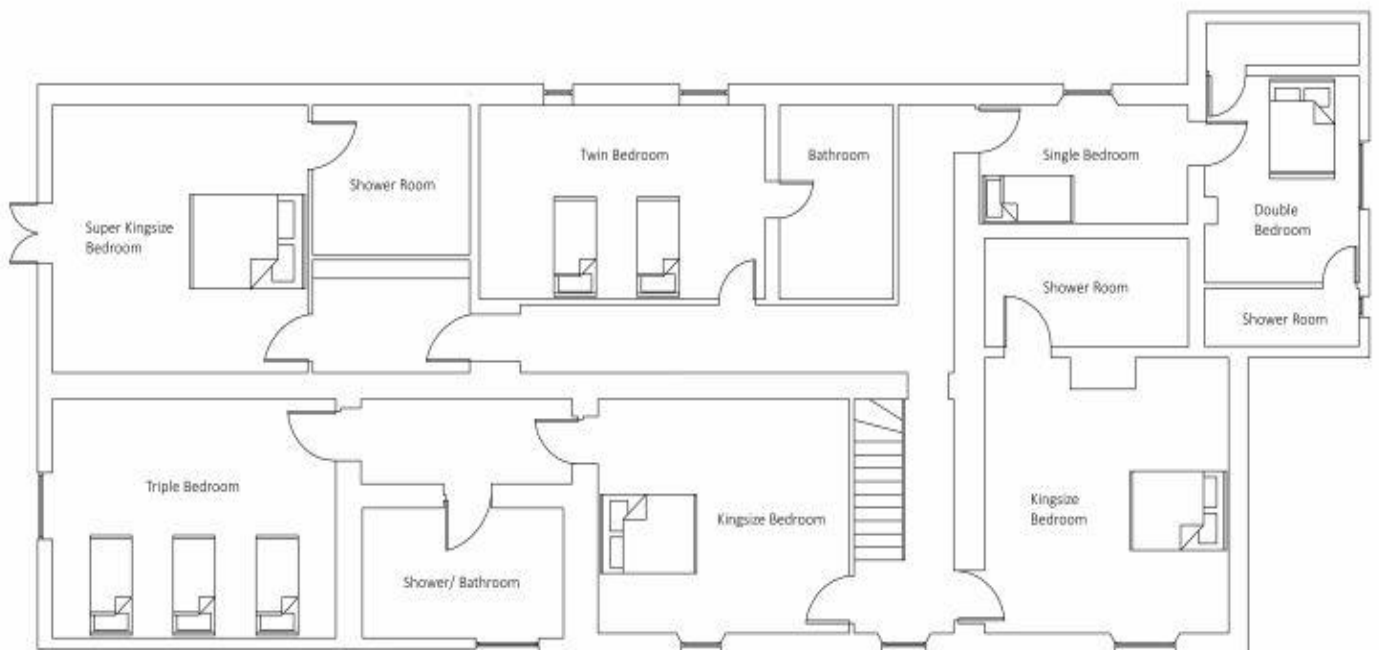 Twin Bedroom
Bathroom
Single Bedroom
Shower Room
Super Kingsize
Bedroom
Double
Bedroom
Shower Room
Shower Room
Triple Bedroom
Kingsize Bedroom
Kingsize
Bedroom
Shower/ Bathroom